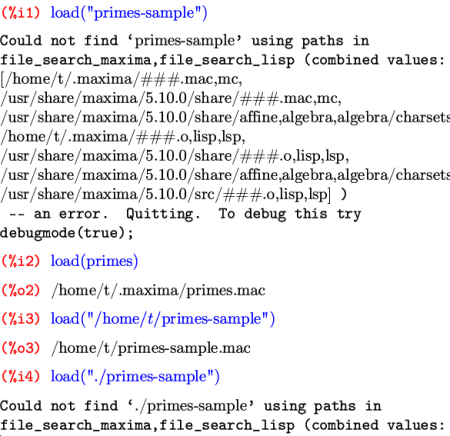 (%i1) load("primes-sample")
Could not find ‘primes-sample’ using paths in
file_search_maxima,file_search_lisp (combined values:
[/home/t/.maxima/###.mac,mc,
/usr/share/maxima/5.10.0/share/###.mac,mc,
/usr/share/maxima/5.10.0/share/affine,algebra,algebra/charsets
/home/t/.maxima/###.o,lisp,lsp,
/usr/share/maxima/5.10.0/share/###.o,lisp,lsp,
/usr/share/maxima/5.10.0/share/affine,algebra,algebra/charsets
/usr/share/maxima/5.10.0/src/###.o,lisp,lsp] )
-- an error. Quitting. To debug this try
debugmode(true);
(%i2) load(primes)
(%o2) /home/t/.maxima/primes.mac
(%i3) load("/home/t/primes-sample")
(%o3) /home/t/primes-sample.mac
(%i4) load("./primes-sample")
Could not find ‘./primes-sample’ using paths in
file_search_maxima,file_search_lisp (combined values: